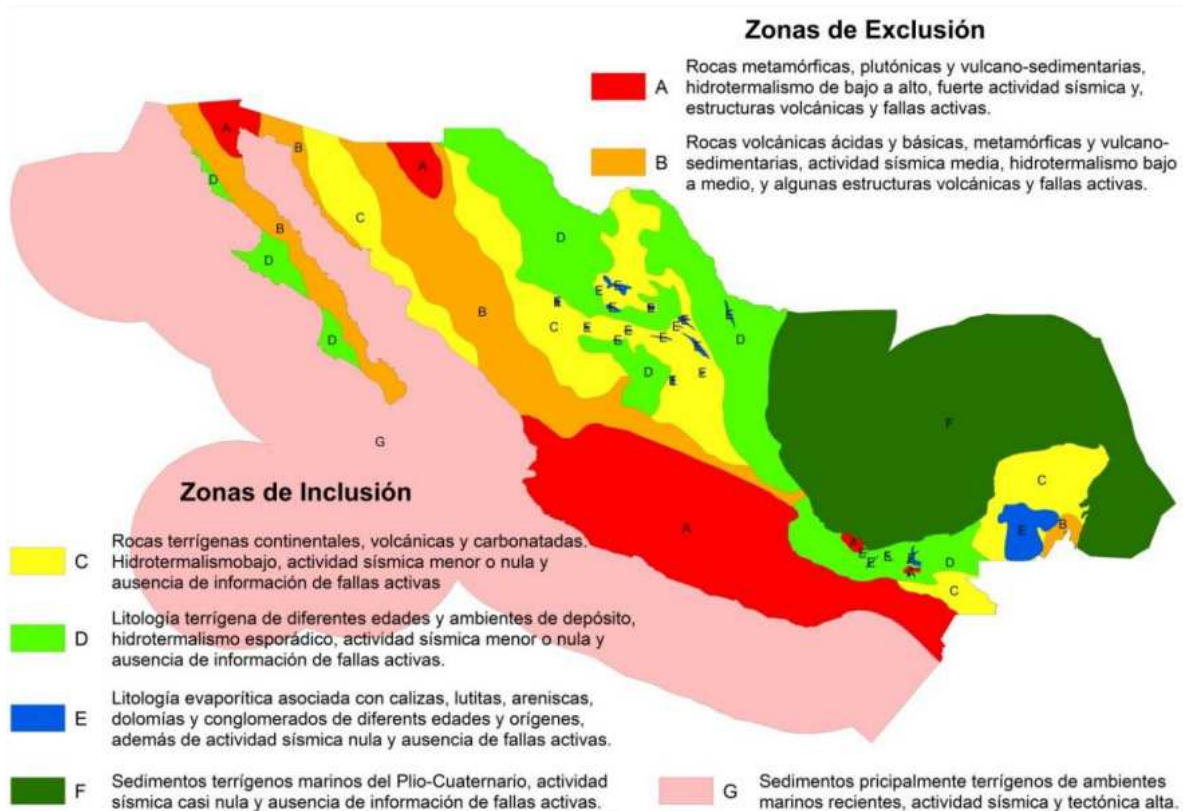 Zonas de Exclusión
A
Rocas metamórficas, plutónicas y vulcano-sedimentarias,
hidrotermalismo de bajo a alto, fuerte actividad sísmica y,
estructuras volcánicas y fallas activas.
B
Rocas volcánicas ácidas y básicas, metamórficas y vulcano-
sedimentarias, actividad sísmica media, hidrotermalismo bajo
a medio, y algunas estructuras volcánicas y fallas activas.
A
B
A
D
C
B
D
D
E
E
E
E
E
E
C
E
E
E
E
E
B
D
E
E
D
D
E
E
G
F
C
E
B
A
A
E
E
E
E
A
D
C
Zonas de Inclusión
C
Rocas terrígenas continentales, volcánicas y carbonatadas.
Hidrotermalismobajo, actividad sísmica menor o nula y
ausencia de información de fallas activas
D
Litología terrígena de diferentes edades y ambientes de depósito,
hidrotermalismo esporádico, actividad sísmica menor o nula y
ausencia de información de fallas activas.
E
Litología evaporítica asociada con calizas, lutitas, areniscas,
dolomías y conglomerados de diferents edades y orígenes,
además de actividad sísmica nula y ausencia de fallas activas.
F
Sedimentos terrígenos marinos del Plio-Cuaternario, actividad
sísmica casi nula y ausencia de información de fallas activas.
G
Sedimentos pricipalmente terrígenos de ambientes
marinos recientes, actividad sísmica y tectónica alta.